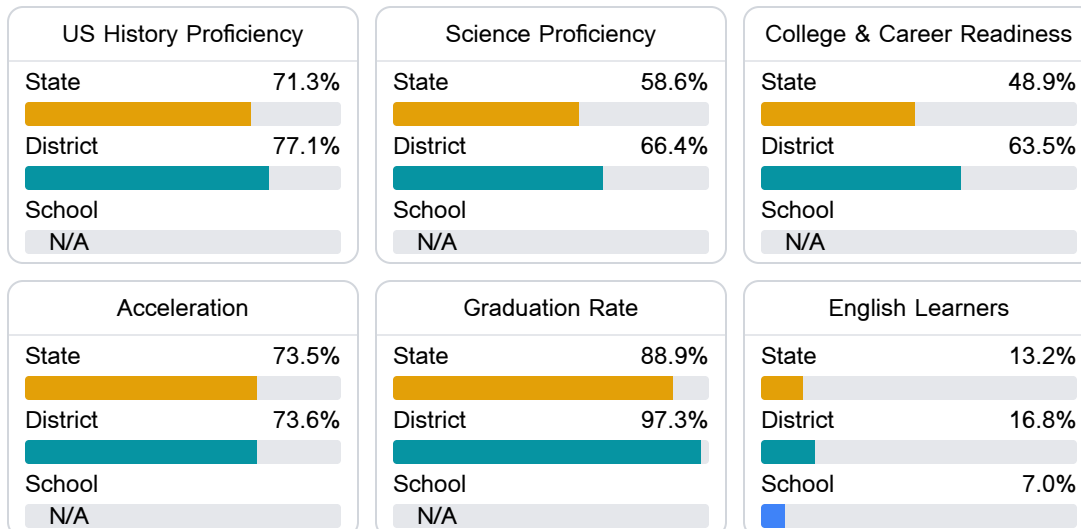 US History Proficiency
State 71.3%
District 77.1%
School
N/A
Science Proficiency
State 58.6%
District 66.4%
School
N/A
College & Career Readiness
State 48.9%
District 63.5%
School
N/A
Acceleration
State 73.5%
District 73.6%
School
N/A
Graduation Rate
State 88.9%
District 97.3%
School
N/A
English Learners
State 13.2%
District 16.8%
School 7.0%